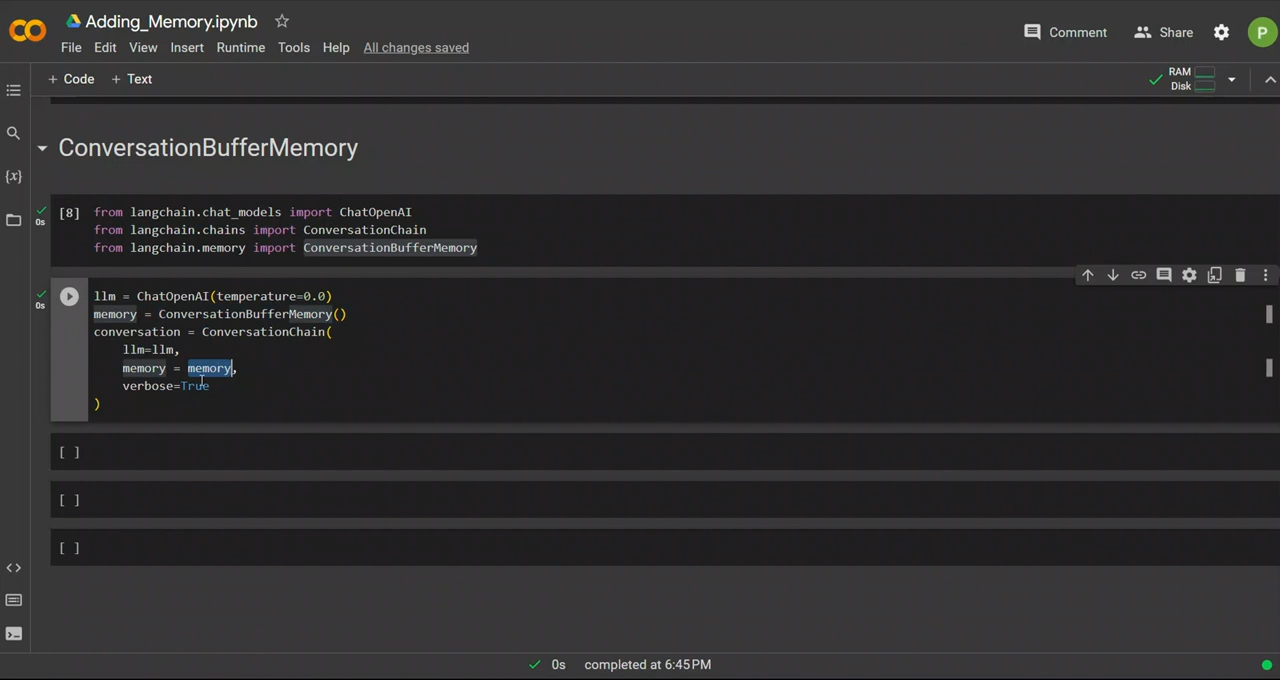 Adding_Memory.ipynb
File Edit View Insert Runtime Tools Help All changes saved
Comment
Share
P
+ Code + Text
RAM
Disk
ConversationBufferMemory
0s
[8]
from langchain.chat_models import ChatOpenAI
from langchain.chains import ConversationChain
from langchain.memory import ConversationBufferMemory
0s
llm = ChatOpenAI(temperature=0.0)
memory = ConversationBufferMemory()
conversation = ConversationChain(
llm=llm,
memory = memory,
verbose=True
)
[ ]
[ ]
[ ]
{x}
<>
0s completed at 6:45 PM